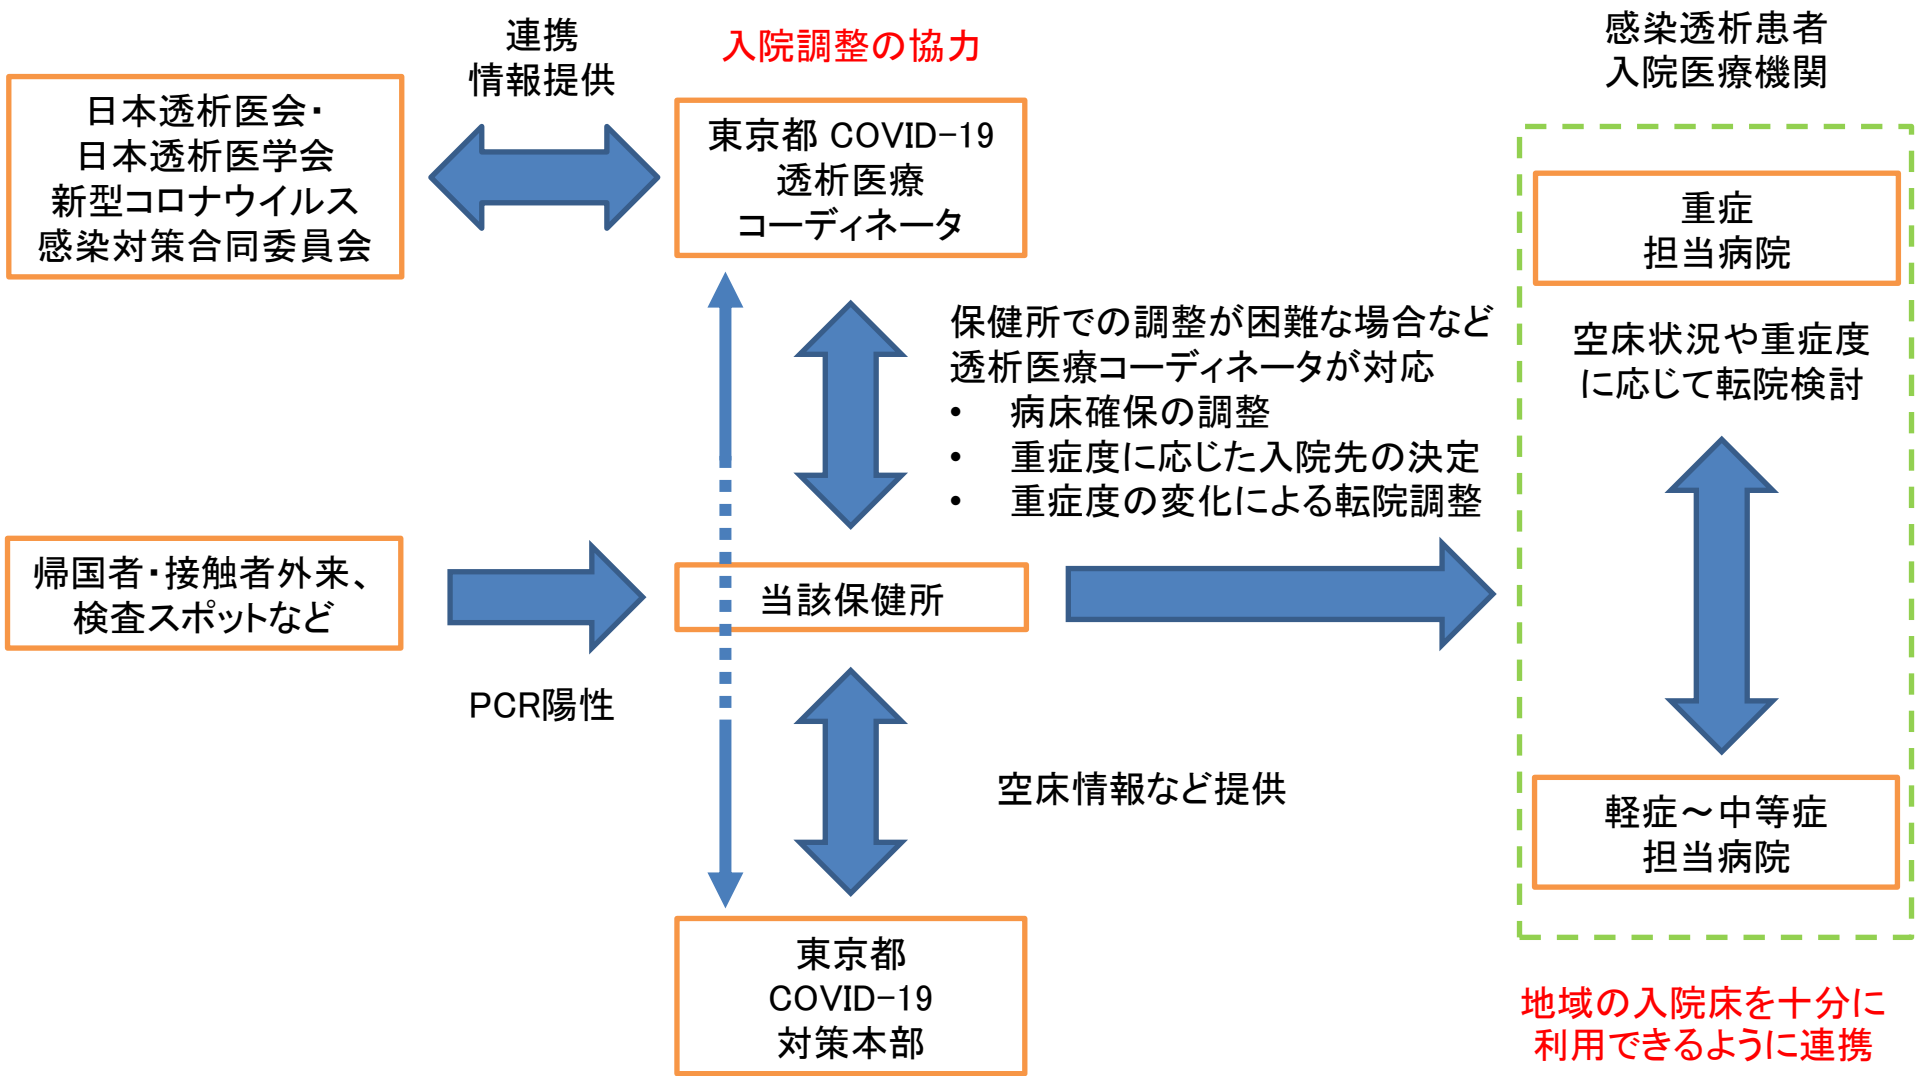 連携
情報提供
入院調整の協力
感染透析患者
入院医療機関
日本透析医会・
日本透析医学会
新型コロナウイルス
感染対策合同委員会
東京都 COVID-19
透析医療
コーディネータ
重症
担当病院
保健所での調整が困難な場合など
透析医療コーディネータが対応
• 病床確保の調整
• 重症度に応じた入院先の決定
• 重症度の変化による転院調整
空床状況や重症度
に応じて転院検討
帰国者・接触者外来、
検査スポットなど
当該保健所
PCR陽性
空床情報など提供
軽症～中等症
担当病院
東京都
COVID-19
対策本部
地域の入院床を十分に
利用できるように連携